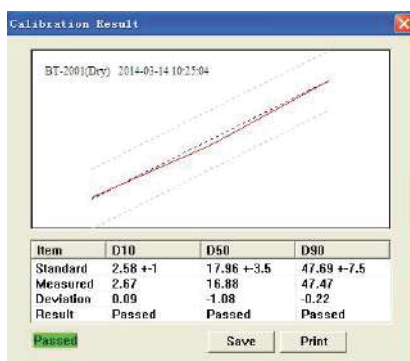 Calibration Result
BT-2001(Dry) 2014-03-14 10:25:04
Item D10 D50 D90
Standard 2.58 +-1 17.96 +-3.5 47.69 +-7.5
Measured 2.67 16.88 47.47
Deviation 0.09 -1.08 -0.22
Result Passed Passed Passed
Passed Save Print